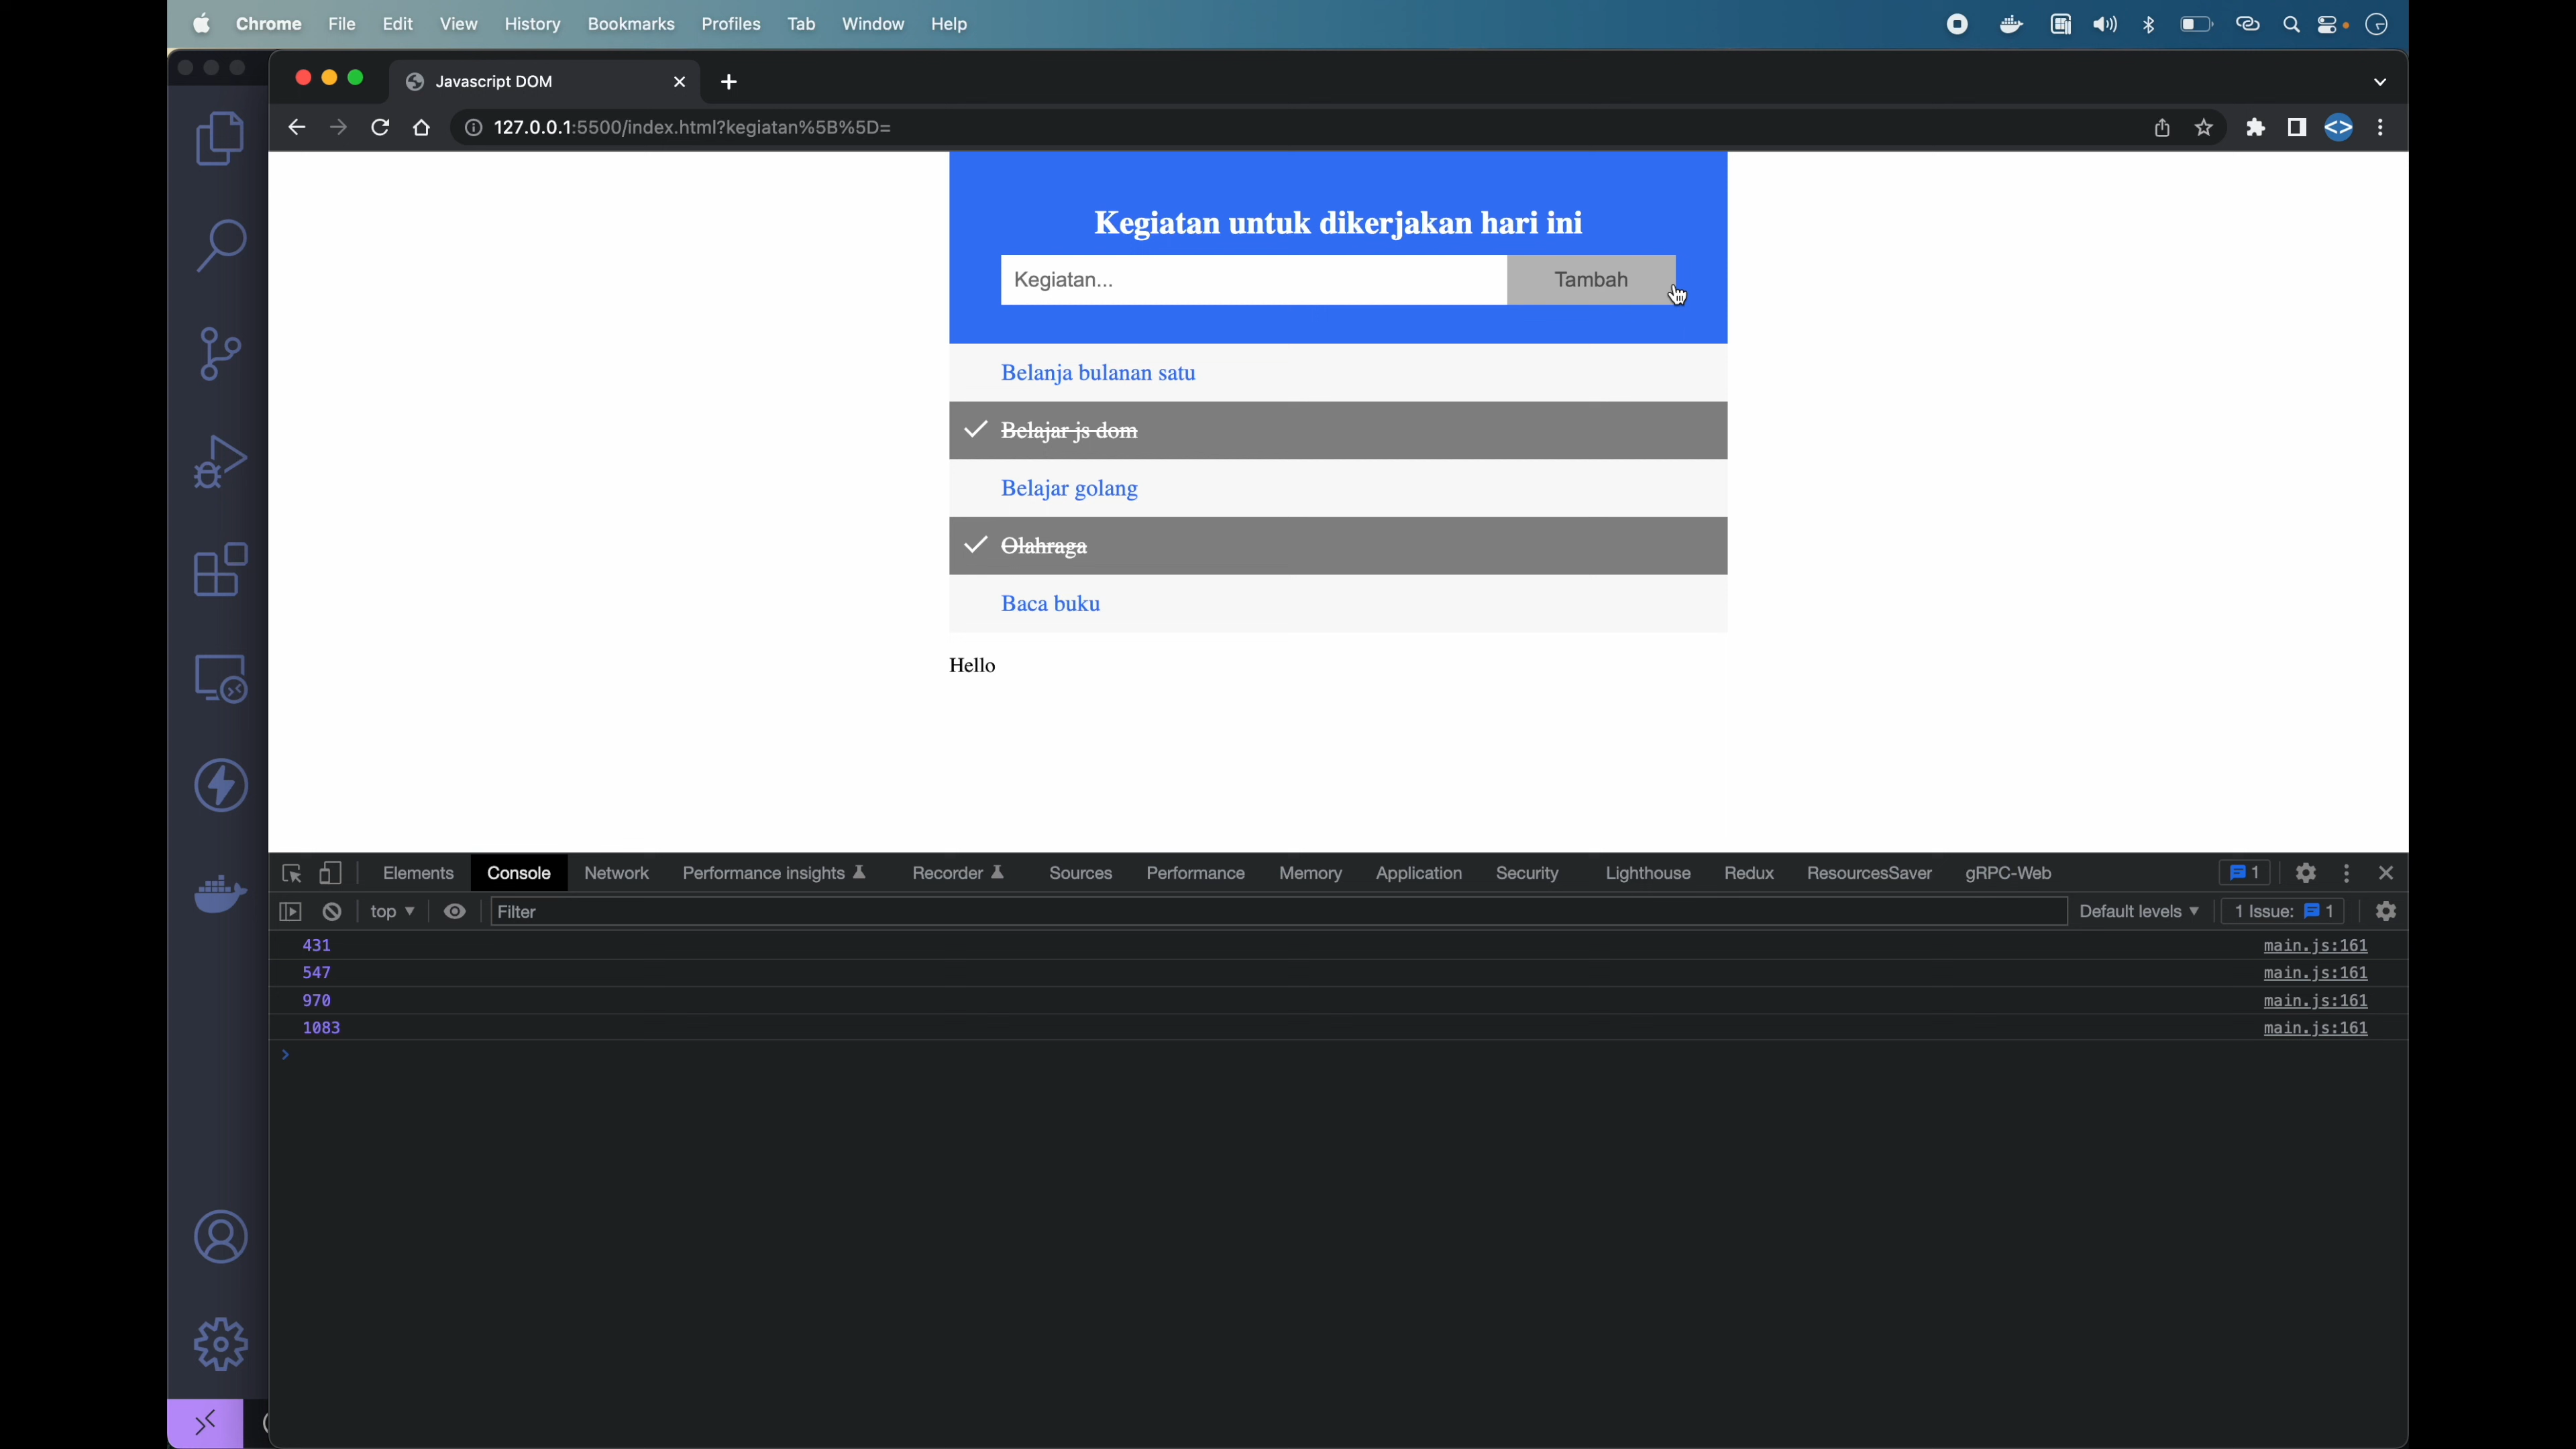 Chrome File Edit View History Bookmarks Profiles Tab Window Help
Javascript DOM
127.0.0.1:5500/index.html?kegiatan%5B%5D=
Kegiatan untuk dikerjakan hari ini
Kegiatan... Tambah
Belanja bulanan satu
Belajar js dom
Belajar golang
Olahraga
Baca buku
Hello
Elements Console Network Performance insights Recorder Sources Performance Memory Application Security Lighthouse Redux ResourcesSaver gRPC-Web 1
top Filter Default levels 1 Issue: 1
431 main.js:161
547 main.js:161
970 main.js:161
1083 main.js:161